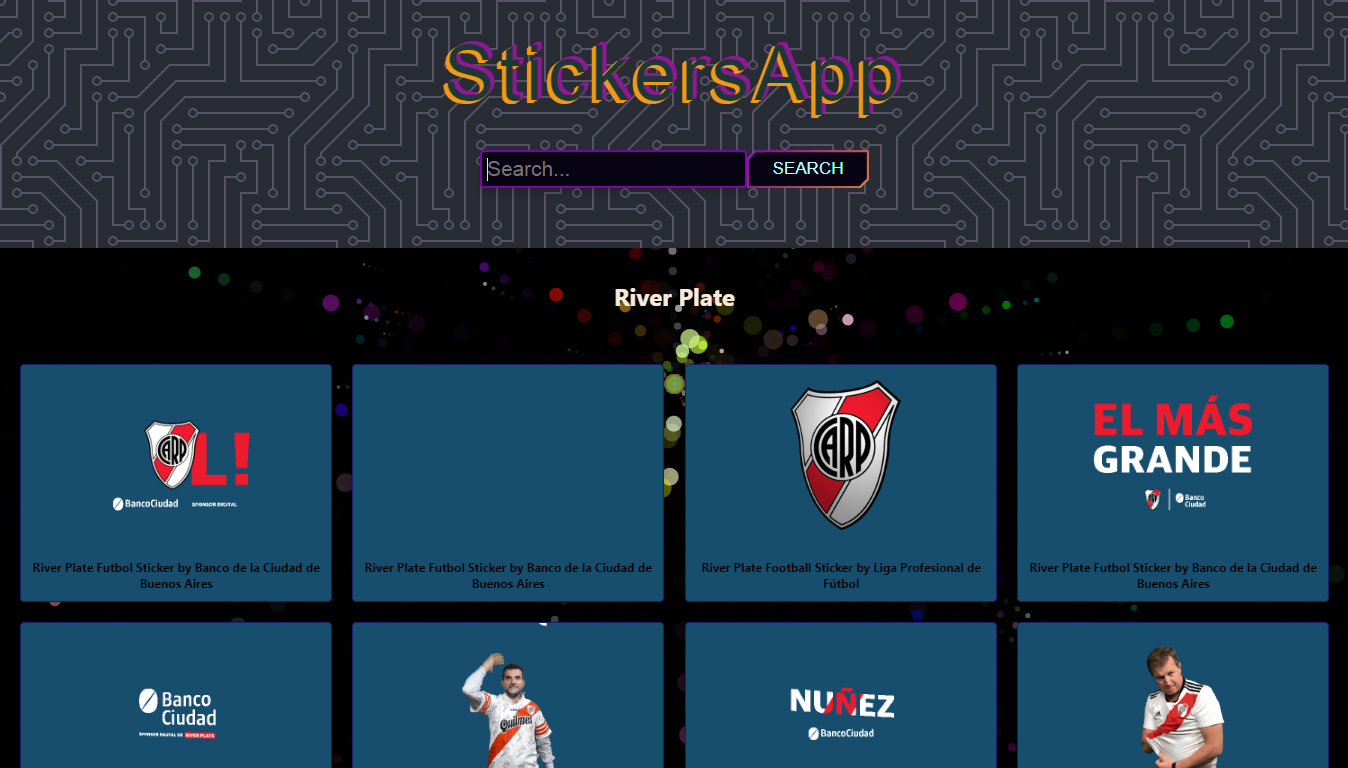 StickersApp
Search...
SEARCH
River Plate
CARP
L!
BancoCiudad
SPONSOR DIGITAL
River Plate Futbol Sticker by Banco de la Ciudad de
Buenos Aires
River Plate Futbol Sticker by Banco de la Ciudad de
Buenos Aires
CARP
River Plate Football Sticker by Liga Profesional de
Fútbol
EL MÁS
GRANDE
Banco
Ciudad
River Plate Futbol Sticker by Banco de la Ciudad de
Buenos Aires
Banco
Ciudad
SPONSOR DIGITAL DE RIVER PLATE
Quilmes
NUÑEZ
BancoCiudad